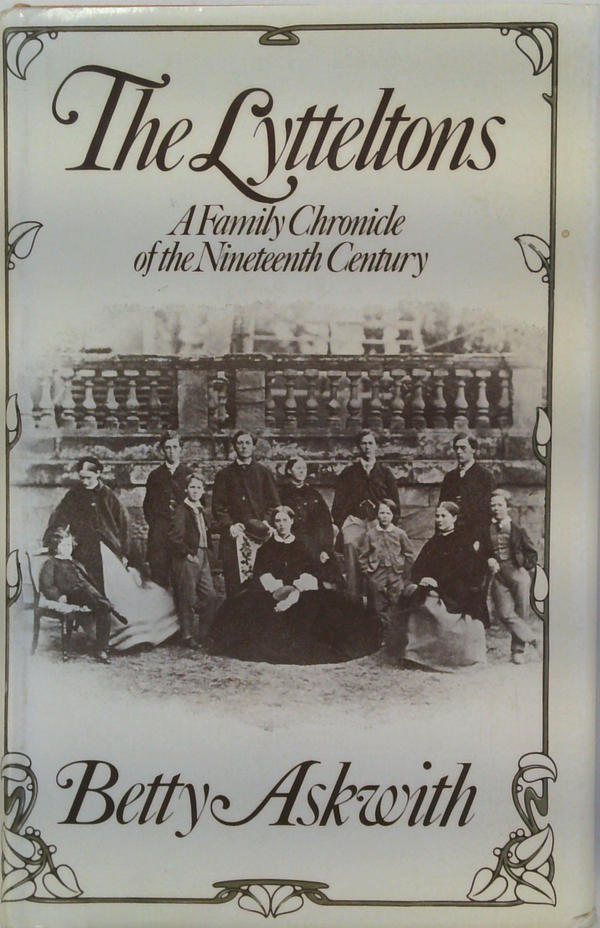 The Lytteltons
A Family Chronicle
of the Nineteenth Century
Betty Askwith